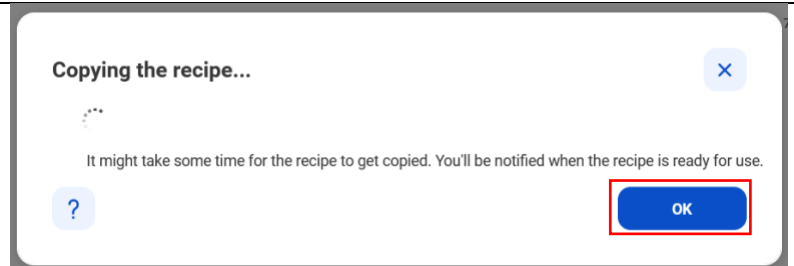 Copying the recipe...
It might take some time for the recipe to get copied. You'll be notified when the recipe is ready for use.
?
OK